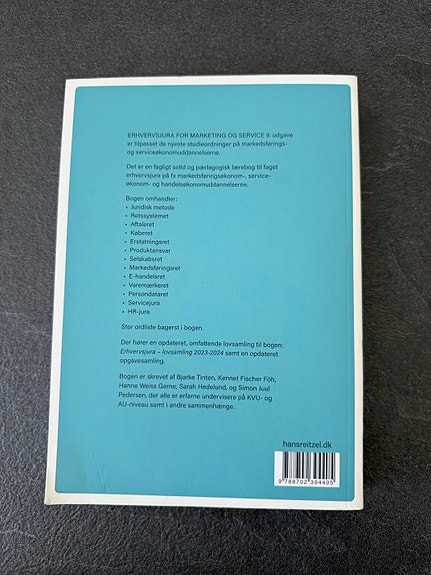 ERHVERVSJURA FOR MARKETING OG SERVICE 9. udgave
er tilpasset de nyeste studieordninger på markedsførings-
og serviceøkonomuddannelserne.
Det er en fagligt solid og pædagogisk lærebog til faget
erhvervsjura på fx markedsføringsøkonom-, service-
økonom- og handelsøkonomuddannelserne.
Bogen omhandler:
• Juridisk metode
• Retssystemet
• Aftaleret
• Køberet
• Erstatningsret
• Produktansvar
• Selskabsret
• Markedsføringsret
• E-handelsret
• Varemærkeret
• Persondataret
• Servicejura
• HR-jura
Stor ordliste bagerst i bogen.
Der hører en opdateret, omfattende lovsamling til bogen:
Erhvervsjura – lovsamling 2023-2024 samt en opdateret
opgavesamling.
Bogen er skrevet af Bjarke Tinten, Kennet Fischer Föh,
Hanne Weiss Garne, Sarah Hedelund, og Simon Juul
Pedersen, der alle er erfarne undervisere på KVU- og
AU-niveau samt i andre sammenhænge.
hansreitzel.dk
9 788702 394405